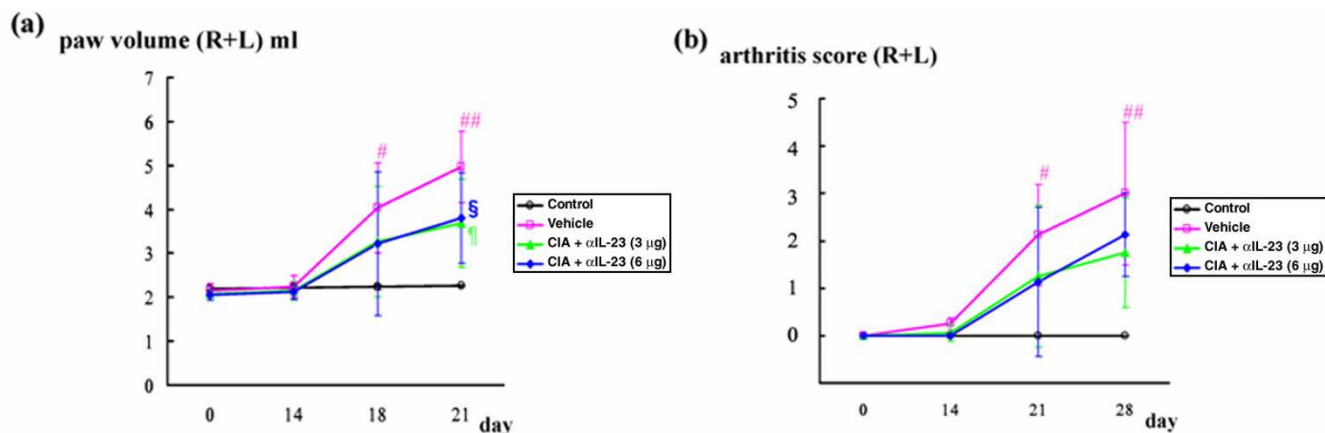 (a) paw volume (R+L) ml
7
6
5
4
3
2
1
0
#
##
§
¶
0 14 18 21 day
Control
Vehicle
CIA + αIL-23 (3 µg)
CIA + αIL-23 (6 µg)
(b) arthritis score (R+L)
5
4
3
2
1
0
#
##
0 14 21 28 day
Control
Vehicle
CIA + αIL-23 (3 µg)
CIA + αIL-23 (6 µg)